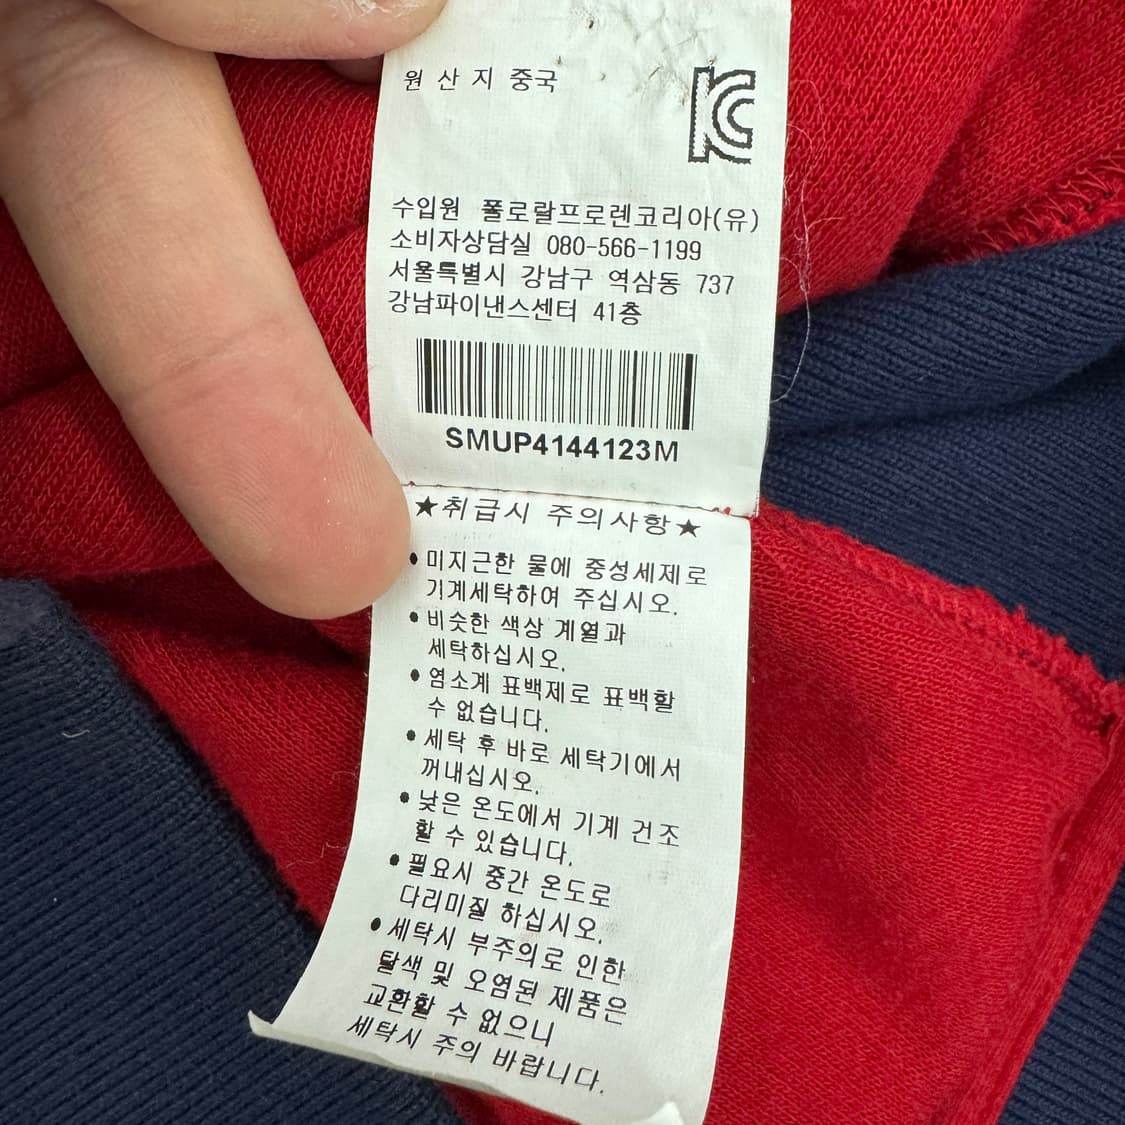 원 산 지 중국
KC
수입원 폴로랄프로렌코리아(유)
소비자상담실 080-566-1199
서울특별시 강남구 역삼동 737
강남파이낸스센터 41층
SMUP4144123M
★취급시 주의사항★
● 미지근한 물에 중성세제로
기계세탁하여 주십시오.
● 비슷한 색상 계열과
세탁하십시오.
● 염소계 표백제로 표백할
수 없습니다.
● 세탁 후 바로 세탁기에서
꺼내십시오.
● 낮은 온도에서 기계 건조
할 수 있습니다.
● 필요시 중간 온도로
다리미질 하십시오.
● 세탁시 부주의로 인한
탈색 및 오염된 제품은
교환할 수 없으니
세탁시 주의 바랍니다.